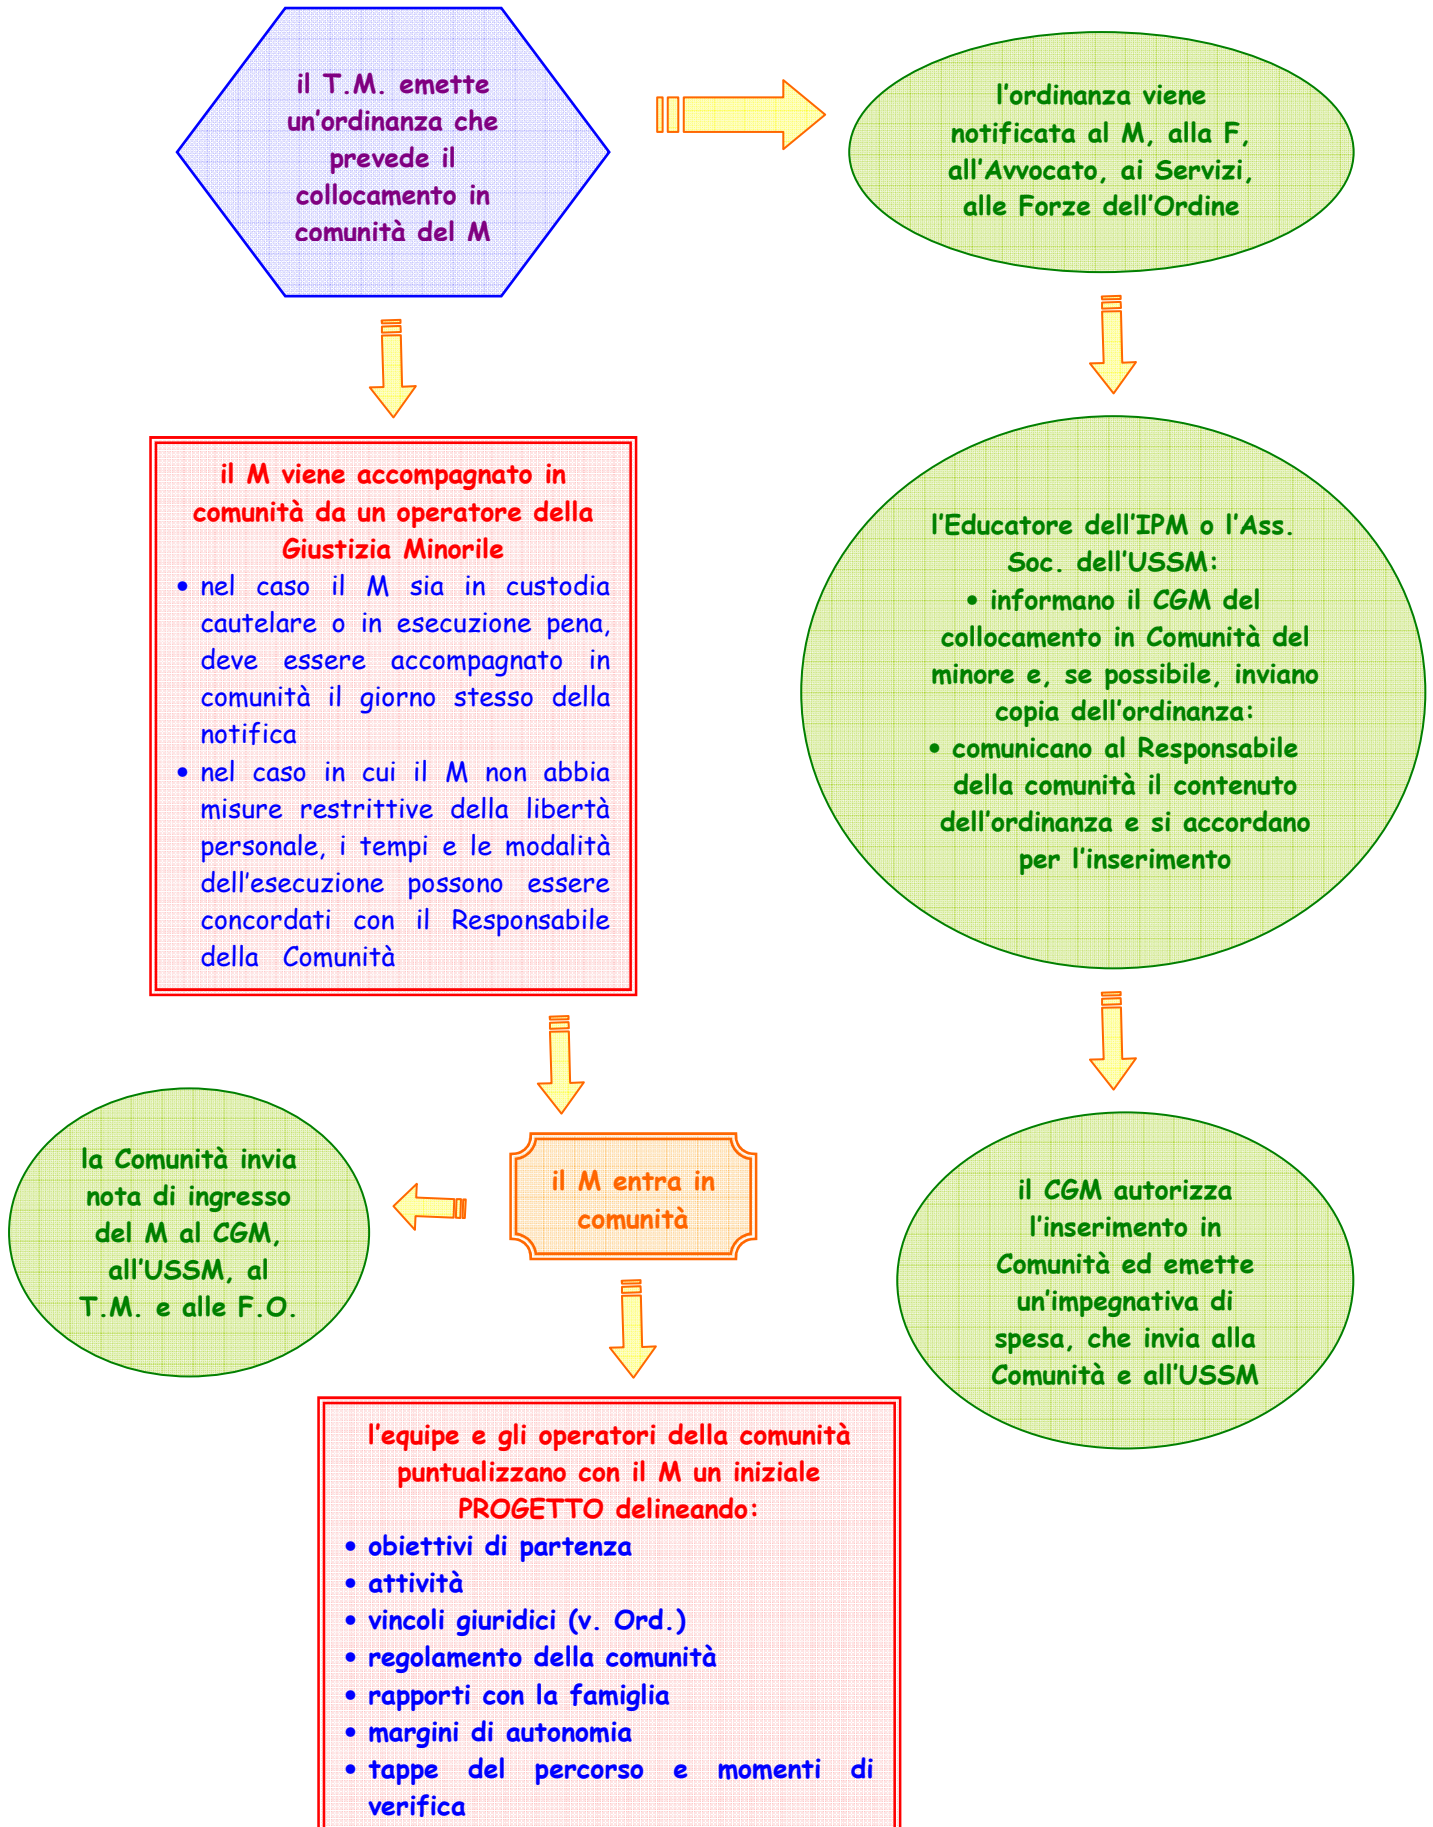 il T.M. emette
un'ordinanza che
prevede il
collocamento in
comunità del M
l'ordinanza viene
notificata al M, alla F,
all'Avvocato, ai Servizi,
alle Forze dell'Ordine
il M viene accompagnato in
comunità da un operatore della
Giustizia Minorile
• nel caso il M sia in custodia
cautelare o in esecuzione pena,
deve essere accompagnato in
comunità il giorno stesso della
notifica
• nel caso in cui il M non abbia
misure restrittive della libertà
personale, i tempi e le modalità
dell'esecuzione possono essere
concordati con il Responsabile
della Comunità
l'Educatore dell'IPM o l'Ass.
Soc. dell'USSM:
• informano il CGM del
collocamento in Comunità del
minore e, se possibile, inviano
copia dell'ordinanza:
• comunicano al Responsabile
della comunità il contenuto
dell'ordinanza e si accordano
per l'inserimento
la Comunità invia
nota di ingresso
del M al CGM,
all'USSM, al
T.M. e alle F.O.
il M entra in
comunità
il CGM autorizza
l'inserimento in
Comunità ed emette
un'impegnativa di
spesa, che invia alla
Comunità e all'USSM
l'equipe e gli operatori della comunità
puntualizzano con il M un iniziale
PROGETTO delineando:
• obiettivi di partenza
• attività
• vincoli giuridici (v. Ord.)
• regolamento della comunità
• rapporti con la famiglia
• margini di autonomia
• tappe del percorso e momenti di
verifica